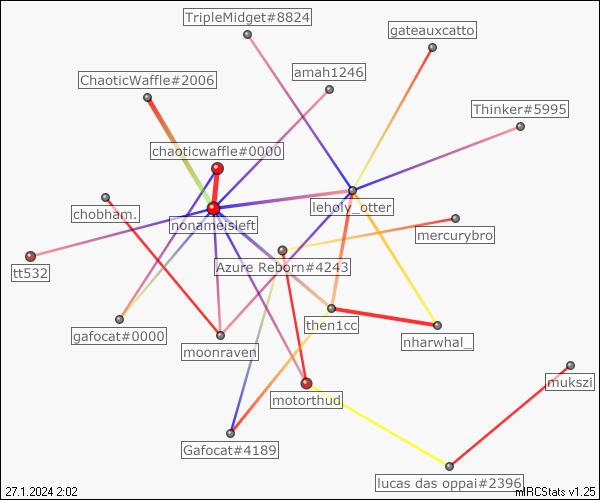 TripleMidget#8824
gateauxcatto
amah1246
ChaoticWaffle#2006
Thinker#5995
chaoticwaffle#0000
leholy_otter
chobham.
nonameisleft
mercurybro
Azure Reborn#4243
tt532
then1cc
gafocat#0000
nharwhal_
moonraven
mukszi
motorthud
Gafocat#4189
lucas das oppai#2396
27.1.2024 2:02
mIRCStats v1.25